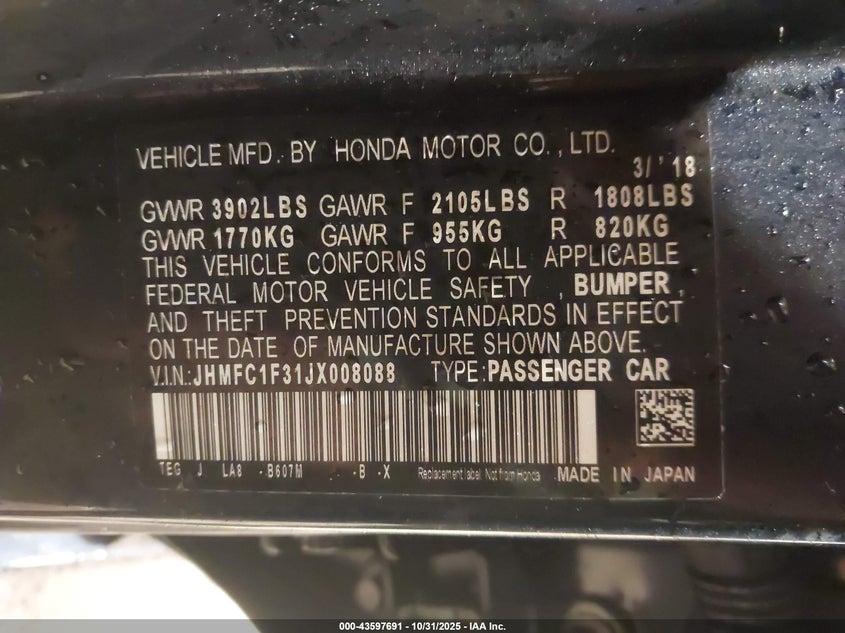 VEHICLE MFD. BY HONDA MOTOR CO., LTD.
3/'18
GVWR 3902LBS GAWR F 2105LBS R 1808LBS
GVWR 1770KG GAWR F 955KG R 820KG
THIS VEHICLE CONFORMS TO ALL APPLICABLE
FEDERAL MOTOR VEHICLE SAFETY , BUMPER ,
AND THEFT PREVENTION STANDARDS IN EFFECT
ON THE DATE OF MANUFACTURE SHOWN ABOVE.
V.I.N.:JHMFC1F31JX008088 TYPE:PASSENGER CAR
TEG J LA8 -B607M -B -X Replacement label. Not from Honda MADE IN JAPAN
000-43597691 - 10/31/2025 - IAA Inc.